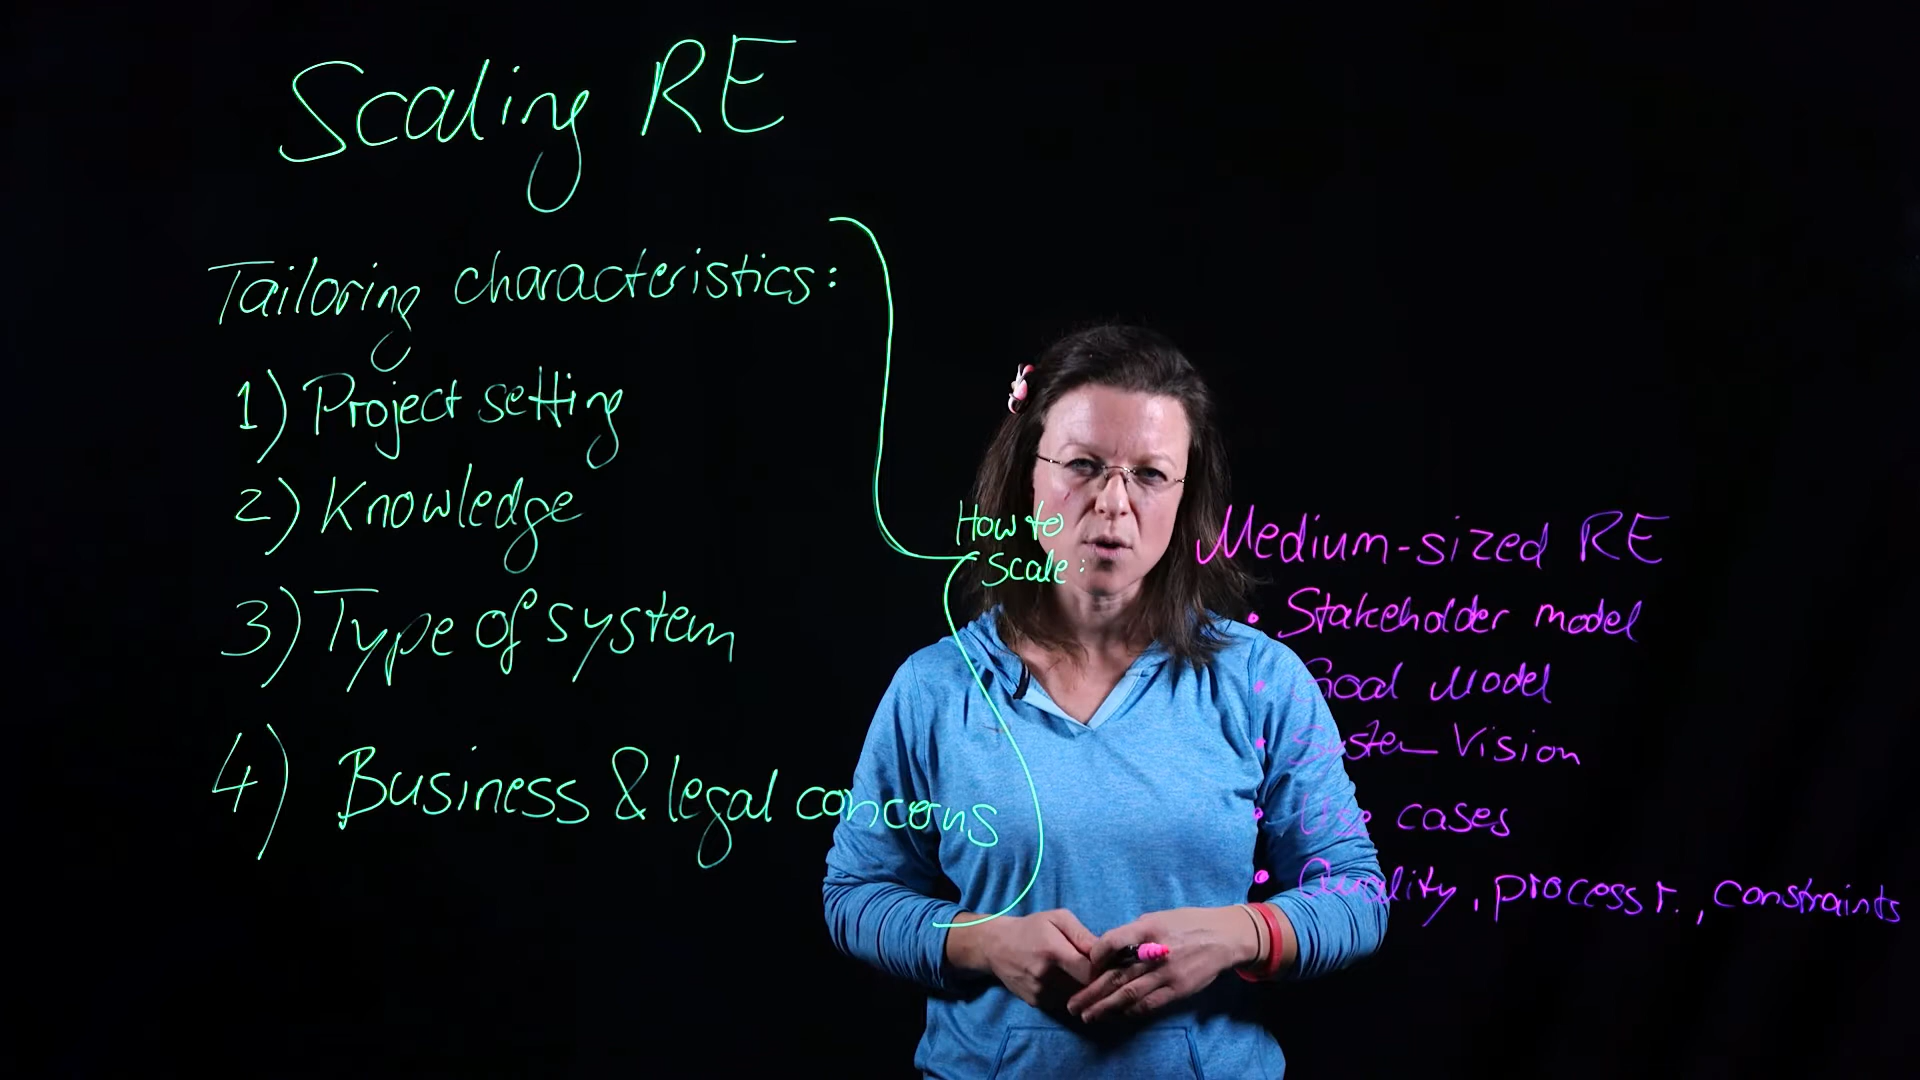 Scaling RE
Tailoring characteristics:
1) Project setting
2) Knowledge
3) Type of system
4) Business & legal concerns
How to
Scale:
Medium-sized RE
• Stakeholder model
• Goal Model
• System Vision
• Use cases
• Quality, process r., constraints